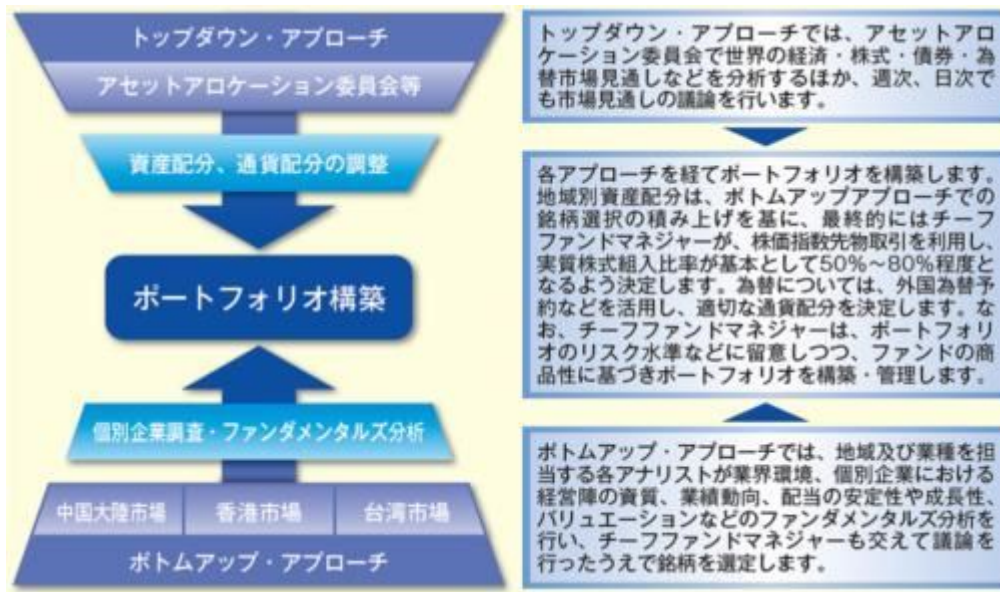 トップダウン・アプローチ
アセットアロケーション委員会等
資産配分、通貨配分の調整
ポートフォリオ構築
個別企業調査・ファンダメンタルズ分析
中国大陸市場
香港市場
台湾市場
ボトムアップ・アプローチ
トップダウン・アプローチでは、アセットアロ
ケーション委員会で世界の経済・株式・債券・為
替市場見通しなどを分析するほか、週次、日次で
も市場見通しの議論を行います。
各アプローチを経てポートフォリオを構築します。
地域別資産配分は、ボトムアップアプローチでの
銘柄選択の積み上げを基に、最終的にはチーフ
ファンドマネジャーが、株価指数先物取引を利用し、
実質株式組入比率が基本として50%～80%程度と
なるよう決定します。為替については、外国為替予
約などを活用し、適切な通貨配分を決定します。な
お、チーフファンドマネジャーは、ポートフォリ
オのリスク水準などに留意しつつ、ファンドの商
品性に基づきポートフォリオを構築・管理します。
ボトムアップ・アプローチでは、地域及び業種を担
当する各アナリストが業界環境、個別企業における
経営陣の資質、業績動向、配当の安定性や成長性、
バリュエーションなどのファンダメンタルズ分析を
行い、チーフファンドマネジャーも交えて議論を
行ったうえで銘柄を選定します。